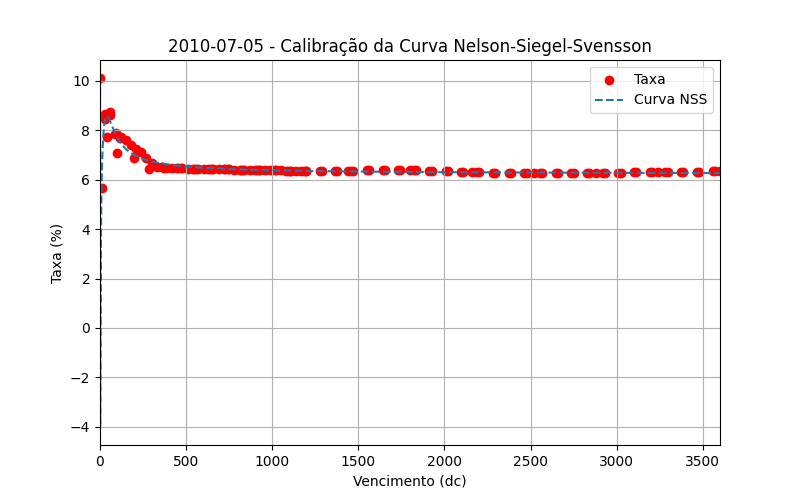 2010-07-05 - Calibração da Curva Nelson-Siegel-Svensson
Taxa
Curva NSS
Taxa (%)
10
8
6
4
2
0
−2
−4
0 500 1000 1500 2000 2500 3000 3500
Vencimento (dc)